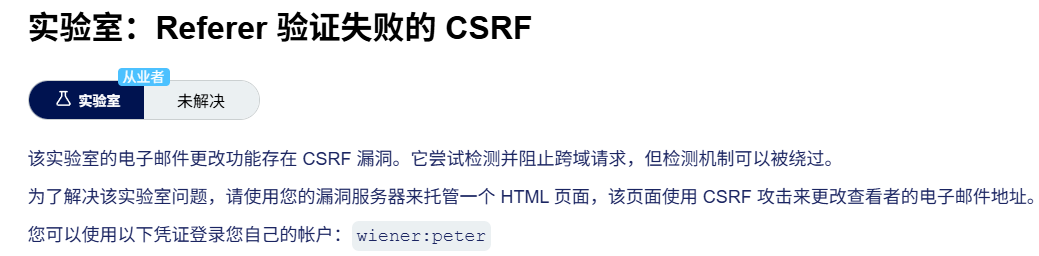 实验室：Referer 验证失败的 CSRF
从业者
实验室 未解决
该实验室的电子邮件更改功能存在 CSRF 漏洞。它尝试检测并阻止跨域请求，但检测机制可以被绕过。
为了解决该实验室问题，请使用您的漏洞服务器来托管一个 HTML 页面，该页面使用 CSRF 攻击来更改查看者的电子邮件地址。
您可以使用以下凭证登录您自己的帐户：wiener:peter